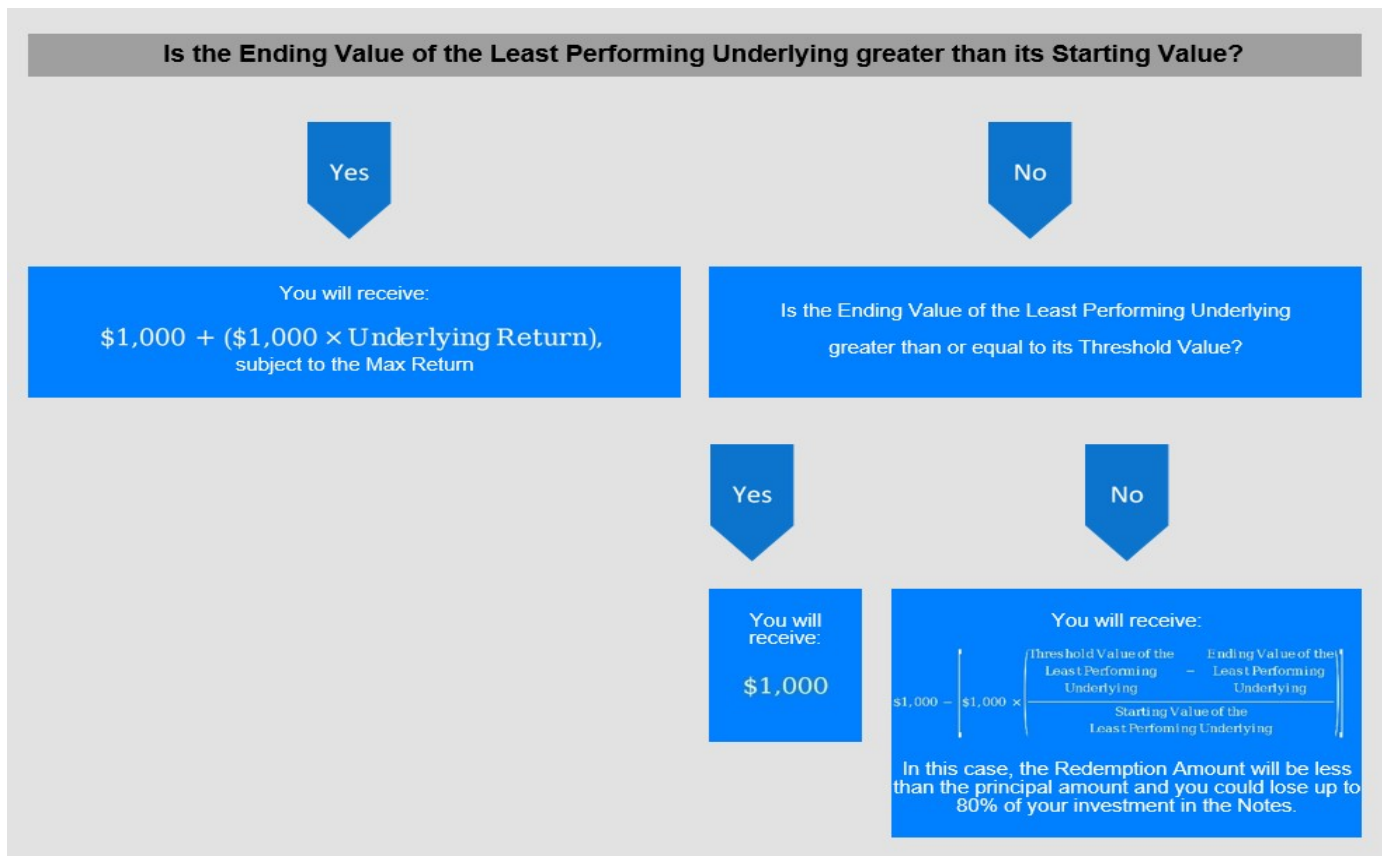 Is the Ending Value of the Least Performing Underlying greater than its Starting Value?
Yes
No
You will receive:
$1,000 + ($1,000 × Underlying Return),
subject to the Max Return
Is the Ending Value of the Least Performing Underlying
greater than or equal to its Threshold Value?
Yes
No
You will
receive:
$1,000
You will receive:
$1,000 − [$1,000 × ((Threshold Value of the Least Performing Underlying − Ending Value of the Least Performing Underlying) / Starting Value of the Least Perfoming Underlying)]
In this case, the Redemption Amount will be less
than the principal amount and you could lose up to
80% of your investment in the Notes.